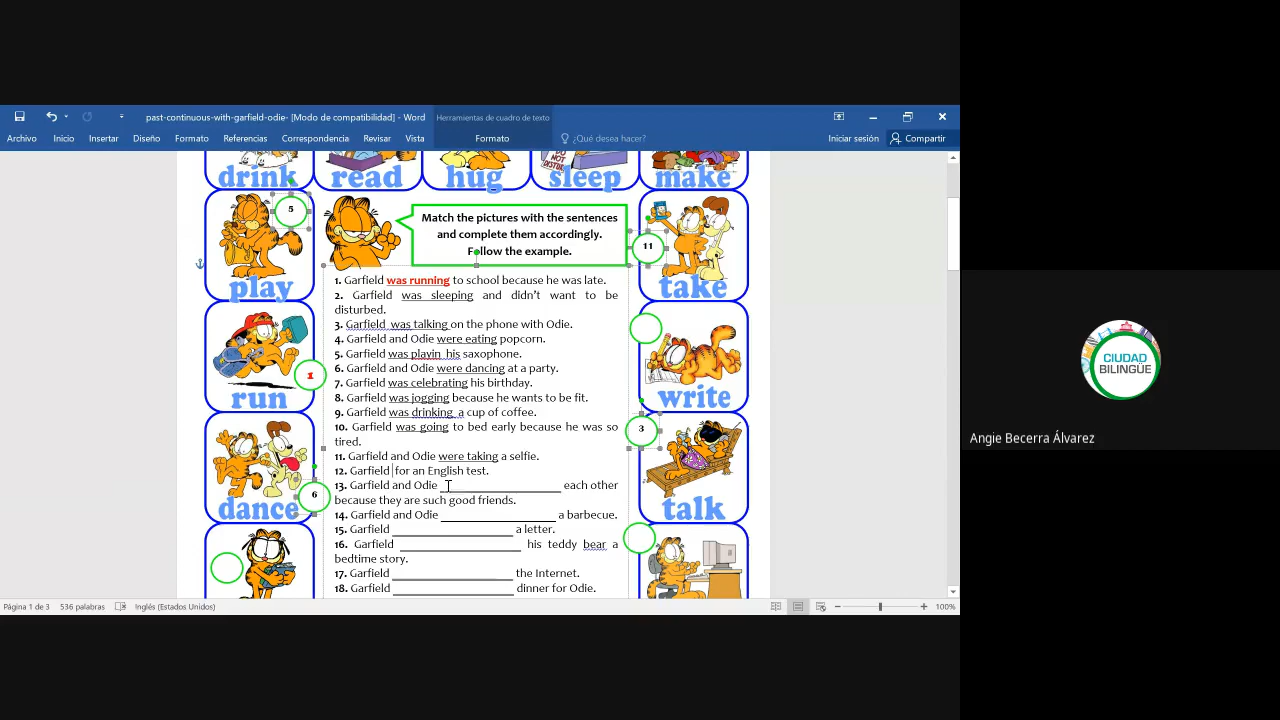 past-continuous-with-garfield-odie- [Modo de compatibilidad] - Word
Herramientas de cuadro de texto
Archivo Inicio Insertar Diseño Formato Referencias Correspondencia Revisar Vista Formato ¿Qué desea hacer? Iniciar sesión Compartir
DO NOT DISTURB
drink read hug sleep make
5
play
Match the pictures with the sentences
and complete them accordingly.
Follow the example.
11
take
1. Garfield was running to school because he was late.
2. Garfield was sleeping and didn't want to be
disturbed.
3. Garfield was talking on the phone with Odie.
4. Garfield and Odie were eating popcorn.
5. Garfield was playin his saxophone.
6. Garfield and Odie were dancing at a party.
7. Garfield was celebrating his birthday.
8. Garfield was jogging because he wants to be fit.
9. Garfield was drinking a cup of coffee.
10. Garfield was going to bed early because he was so
tired.
11. Garfield and Odie were taking a selfie.
12. Garfield for an English test.
13. Garfield and Odie ____________________ each other
because they are such good friends.
14. Garfield and Odie ____________________ a barbecue.
15. Garfield ____________________ a letter.
16. Garfield ____________________ his teddy bear a
bedtime story.
17. Garfield ____________________ the Internet.
18. Garfield ____________________ dinner for Odie.
1
run
write
6
dance
3
talk
CIUDAD
BILINGÜE
Angie Becerra Álvarez
Página 1 de 3 536 palabras Inglés (Estados Unidos) 100%